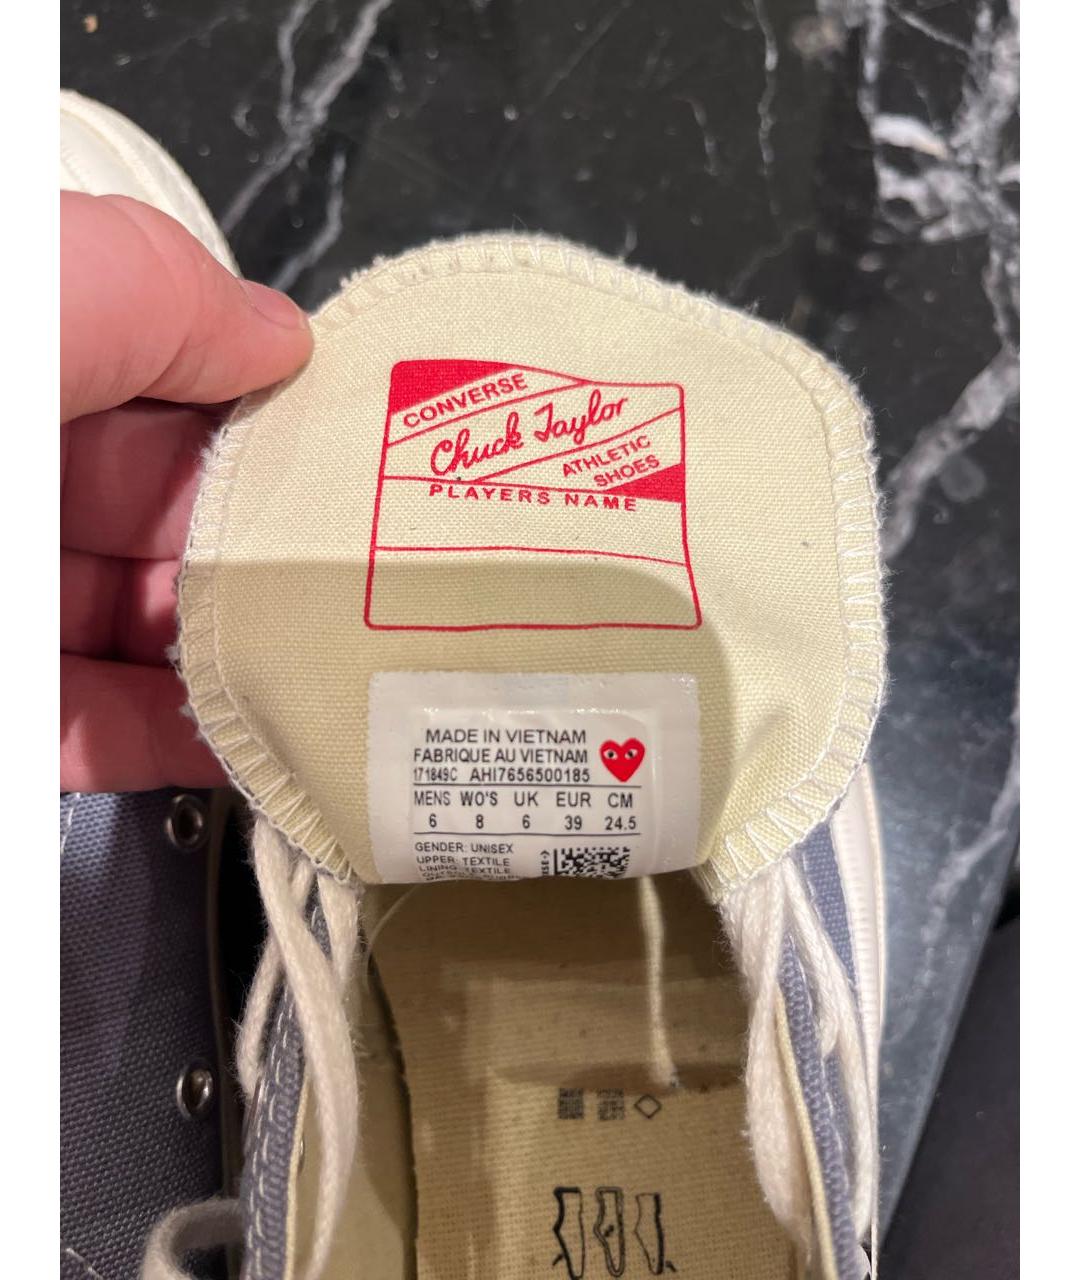 CONVERSE
Chuck Taylor
ATHLETIC
SHOES
PLAYERS NAME
MADE IN VIETNAM
FABRIQUE AU VIETNAM
171849C AHI7656500185
MENS WO'S UK EUR CM
6 8 6 39 24.5
GENDER: UNISEX
UPPER: TEXTILE
LINING: TEXTILE